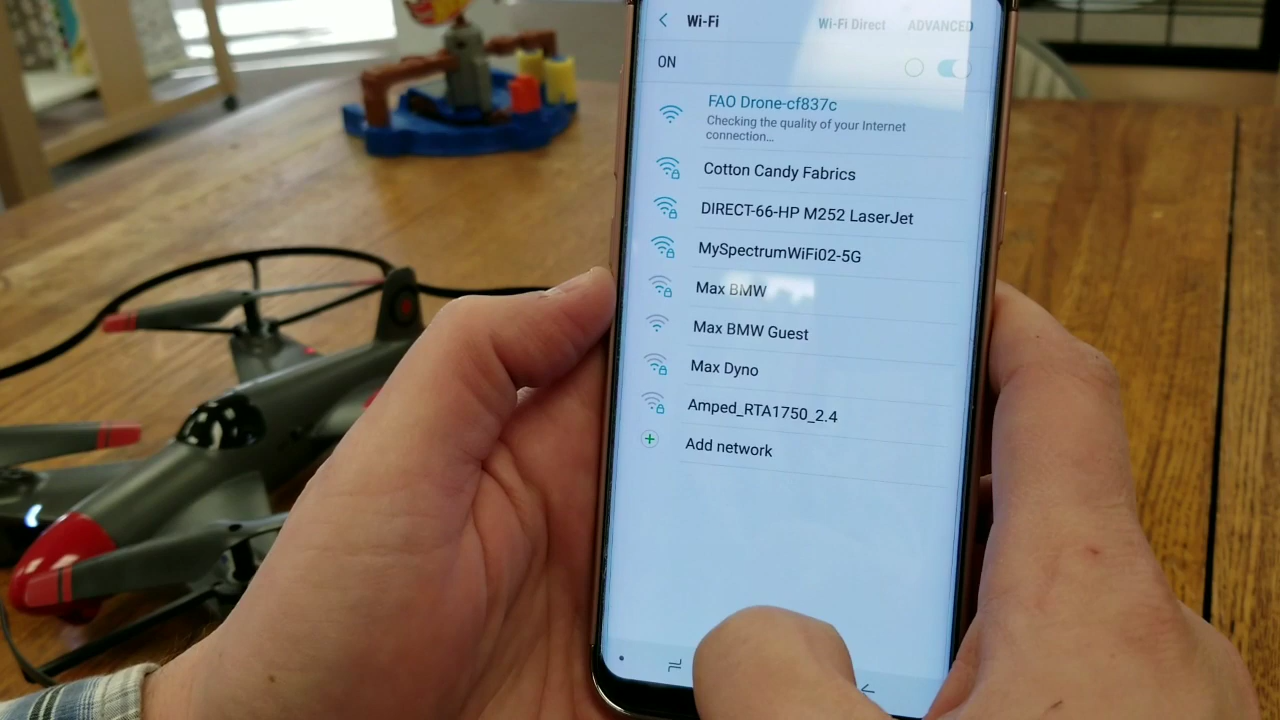 Wi-Fi
Wi-Fi Direct
ADVANCED
ON
FAO Drone-cf837c
Checking the quality of your Internet
connection...
Cotton Candy Fabrics
DIRECT-66-HP M252 LaserJet
MySpectrumWiFi02-5G
Max BMW
Max BMW Guest
Max Dyno
Amped_RTA1750_2.4
Add network